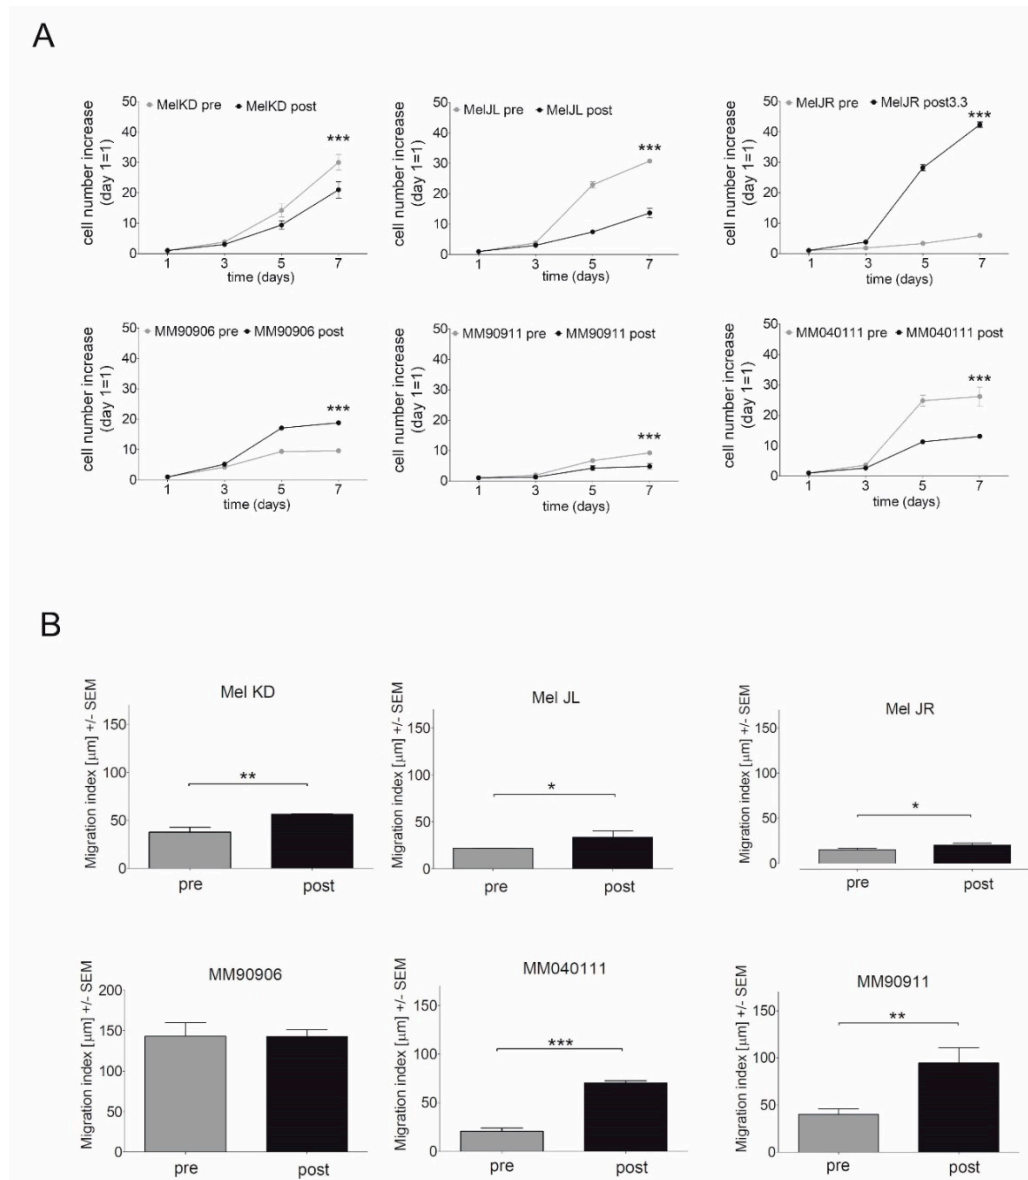 A
MelKD pre MelKD post
cell number increase
(day 1=1)
50
40
30
20
10
0
***
1 3 5 7
time (days)
MelJL pre MelJL post
cell number increase
(day 1=1)
50
40
30
20
10
0
***
1 3 5 7
time (days)
MelJR pre MelJR post3.3
cell number increase
(day 1=1)
50
40
30
20
10
0
***
1 3 5 7
time (days)
MM90906 pre MM90906 post
cell number increase
(day 1=1)
50
40
30
20
10
0
***
1 3 5 7
time (days)
MM90911 pre MM90911 post
cell number increase
(day 1=1)
50
40
30
20
10
0
***
1 3 5 7
time (days)
MM040111 pre MM040111 post
cell number increase
(day 1=1)
50
40
30
20
10
0
***
1 3 5 7
time (days)
B
Mel KD
Migration index [µm] +/- SEM
150
100
50
0
**
pre post
Mel JL
Migration index [µm] +/- SEM
150
100
50
0
*
pre post
Mel JR
Migration index [µm] +/- SEM
150
100
50
0
*
pre post
MM90906
Migration index [µm] +/- SEM
200
150
100
50
0
pre post
MM040111
Migration index [µm] +/- SEM
150
100
50
0
***
pre post
MM90911
Migration index [µm] +/- SEM
150
100
50
0
**
pre post